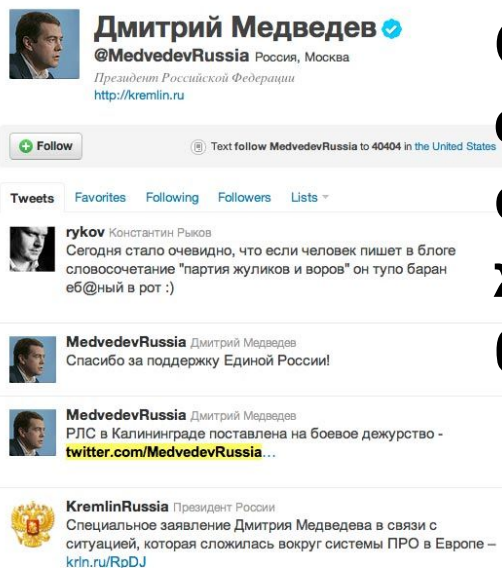 Дмитрий Медведев
@MedvedevRussia Россия, Москва
Президент Российской Федерации
http://kremlin.ru
Follow
Text follow MedvedevRussia to 40404 in the United States
Tweets Favorites Following Followers Lists
rykov Константин Рыков
Сегодня стало очевидно, что если человек пишет в блоге
словосочетание "партия жуликов и воров" он тупо баран
еб@ный в рот :)
MedvedevRussia Дмитрий Медведев
Спасибо за поддержку Единой России!
MedvedevRussia Дмитрий Медведев
РЛС в Калининграде поставлена на боевое дежурство -
twitter.com/MedvedevRussia...
KremlinRussia Президент России
Специальное заявление Дмитрия Медведева в связи с
ситуацией, которая сложилась вокруг системы ПРО в Европе –
krln.ru/RpDJ